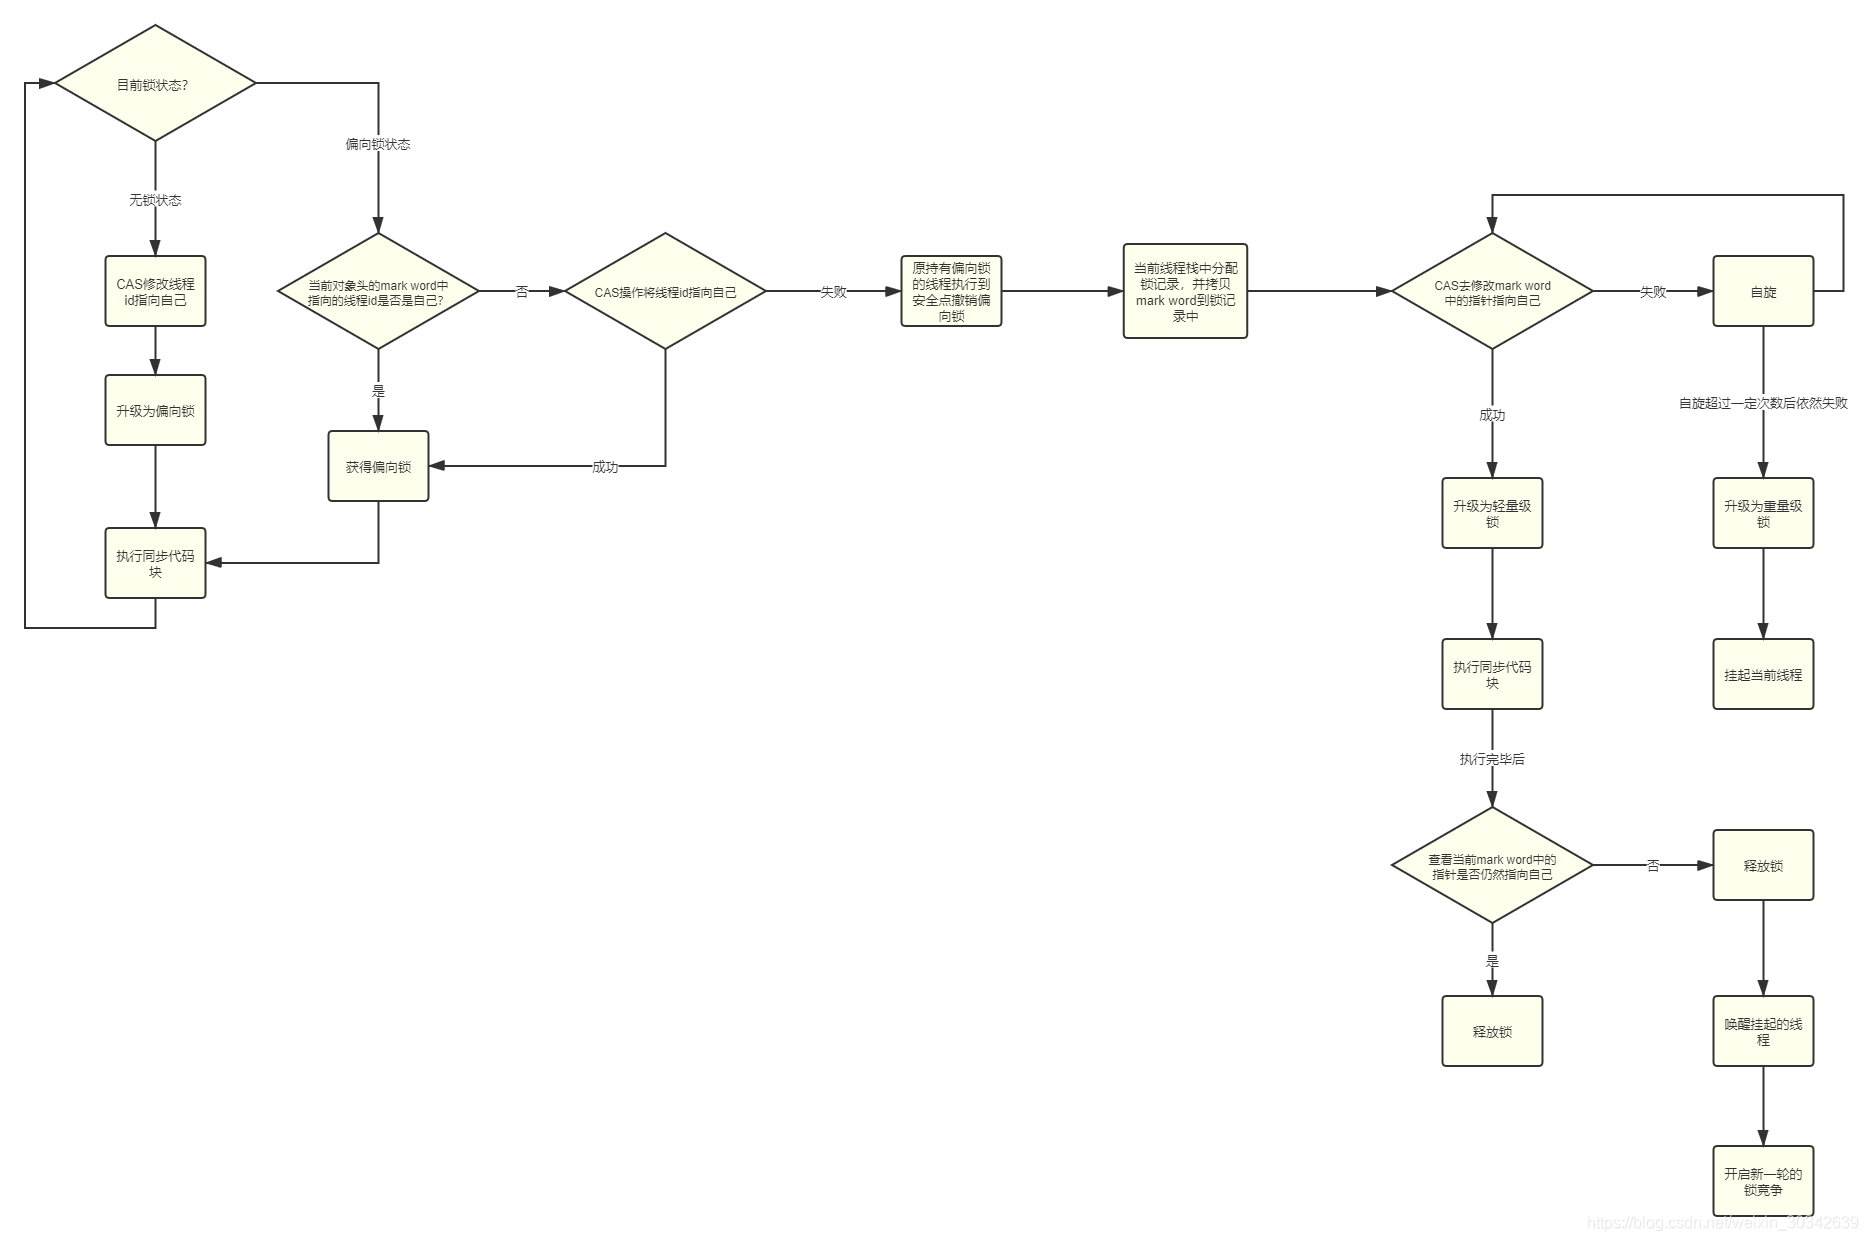 目前锁状态?
偏向锁状态
无锁状态
CAS修改线程
id指向自己
当前对象头的mark word中
指向的线程id是否是自己?
否
CAS操作将线程id指向自己
失败
原持有偏向锁
的线程执行到
安全点撤销偏
向锁
当前线程栈中分配
锁记录，并拷贝
mark word到锁记
录中
CAS去修改mark word
中的指针指向自己
失败
自旋
是
升级为偏向锁
成功
自旋超过一定次数后依然失败
获得偏向锁
成功
升级为轻量级
锁
升级为重量级
锁
执行同步代码
块
执行同步代码
块
挂起当前线程
执行完毕后
查看当前mark word中的
指针是否仍然指向自己
否
释放锁
是
释放锁
唤醒挂起的线
程
开启新一轮的
锁竞争
https://blog.csdn.net/weixin_30342639